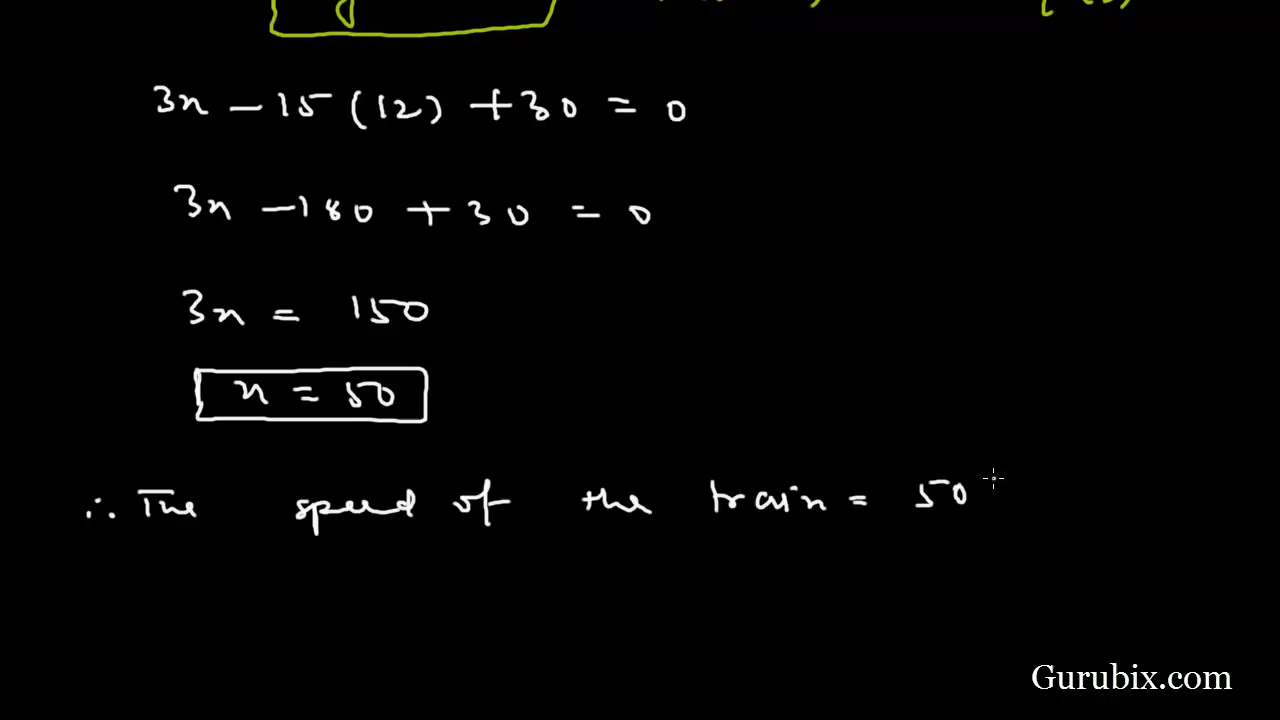 3x - 15 (12) + 30 = 0
3x - 180 + 30 = 0
3x = 150
x = 50
∴ The speed of the train = 50
Gurubix.com